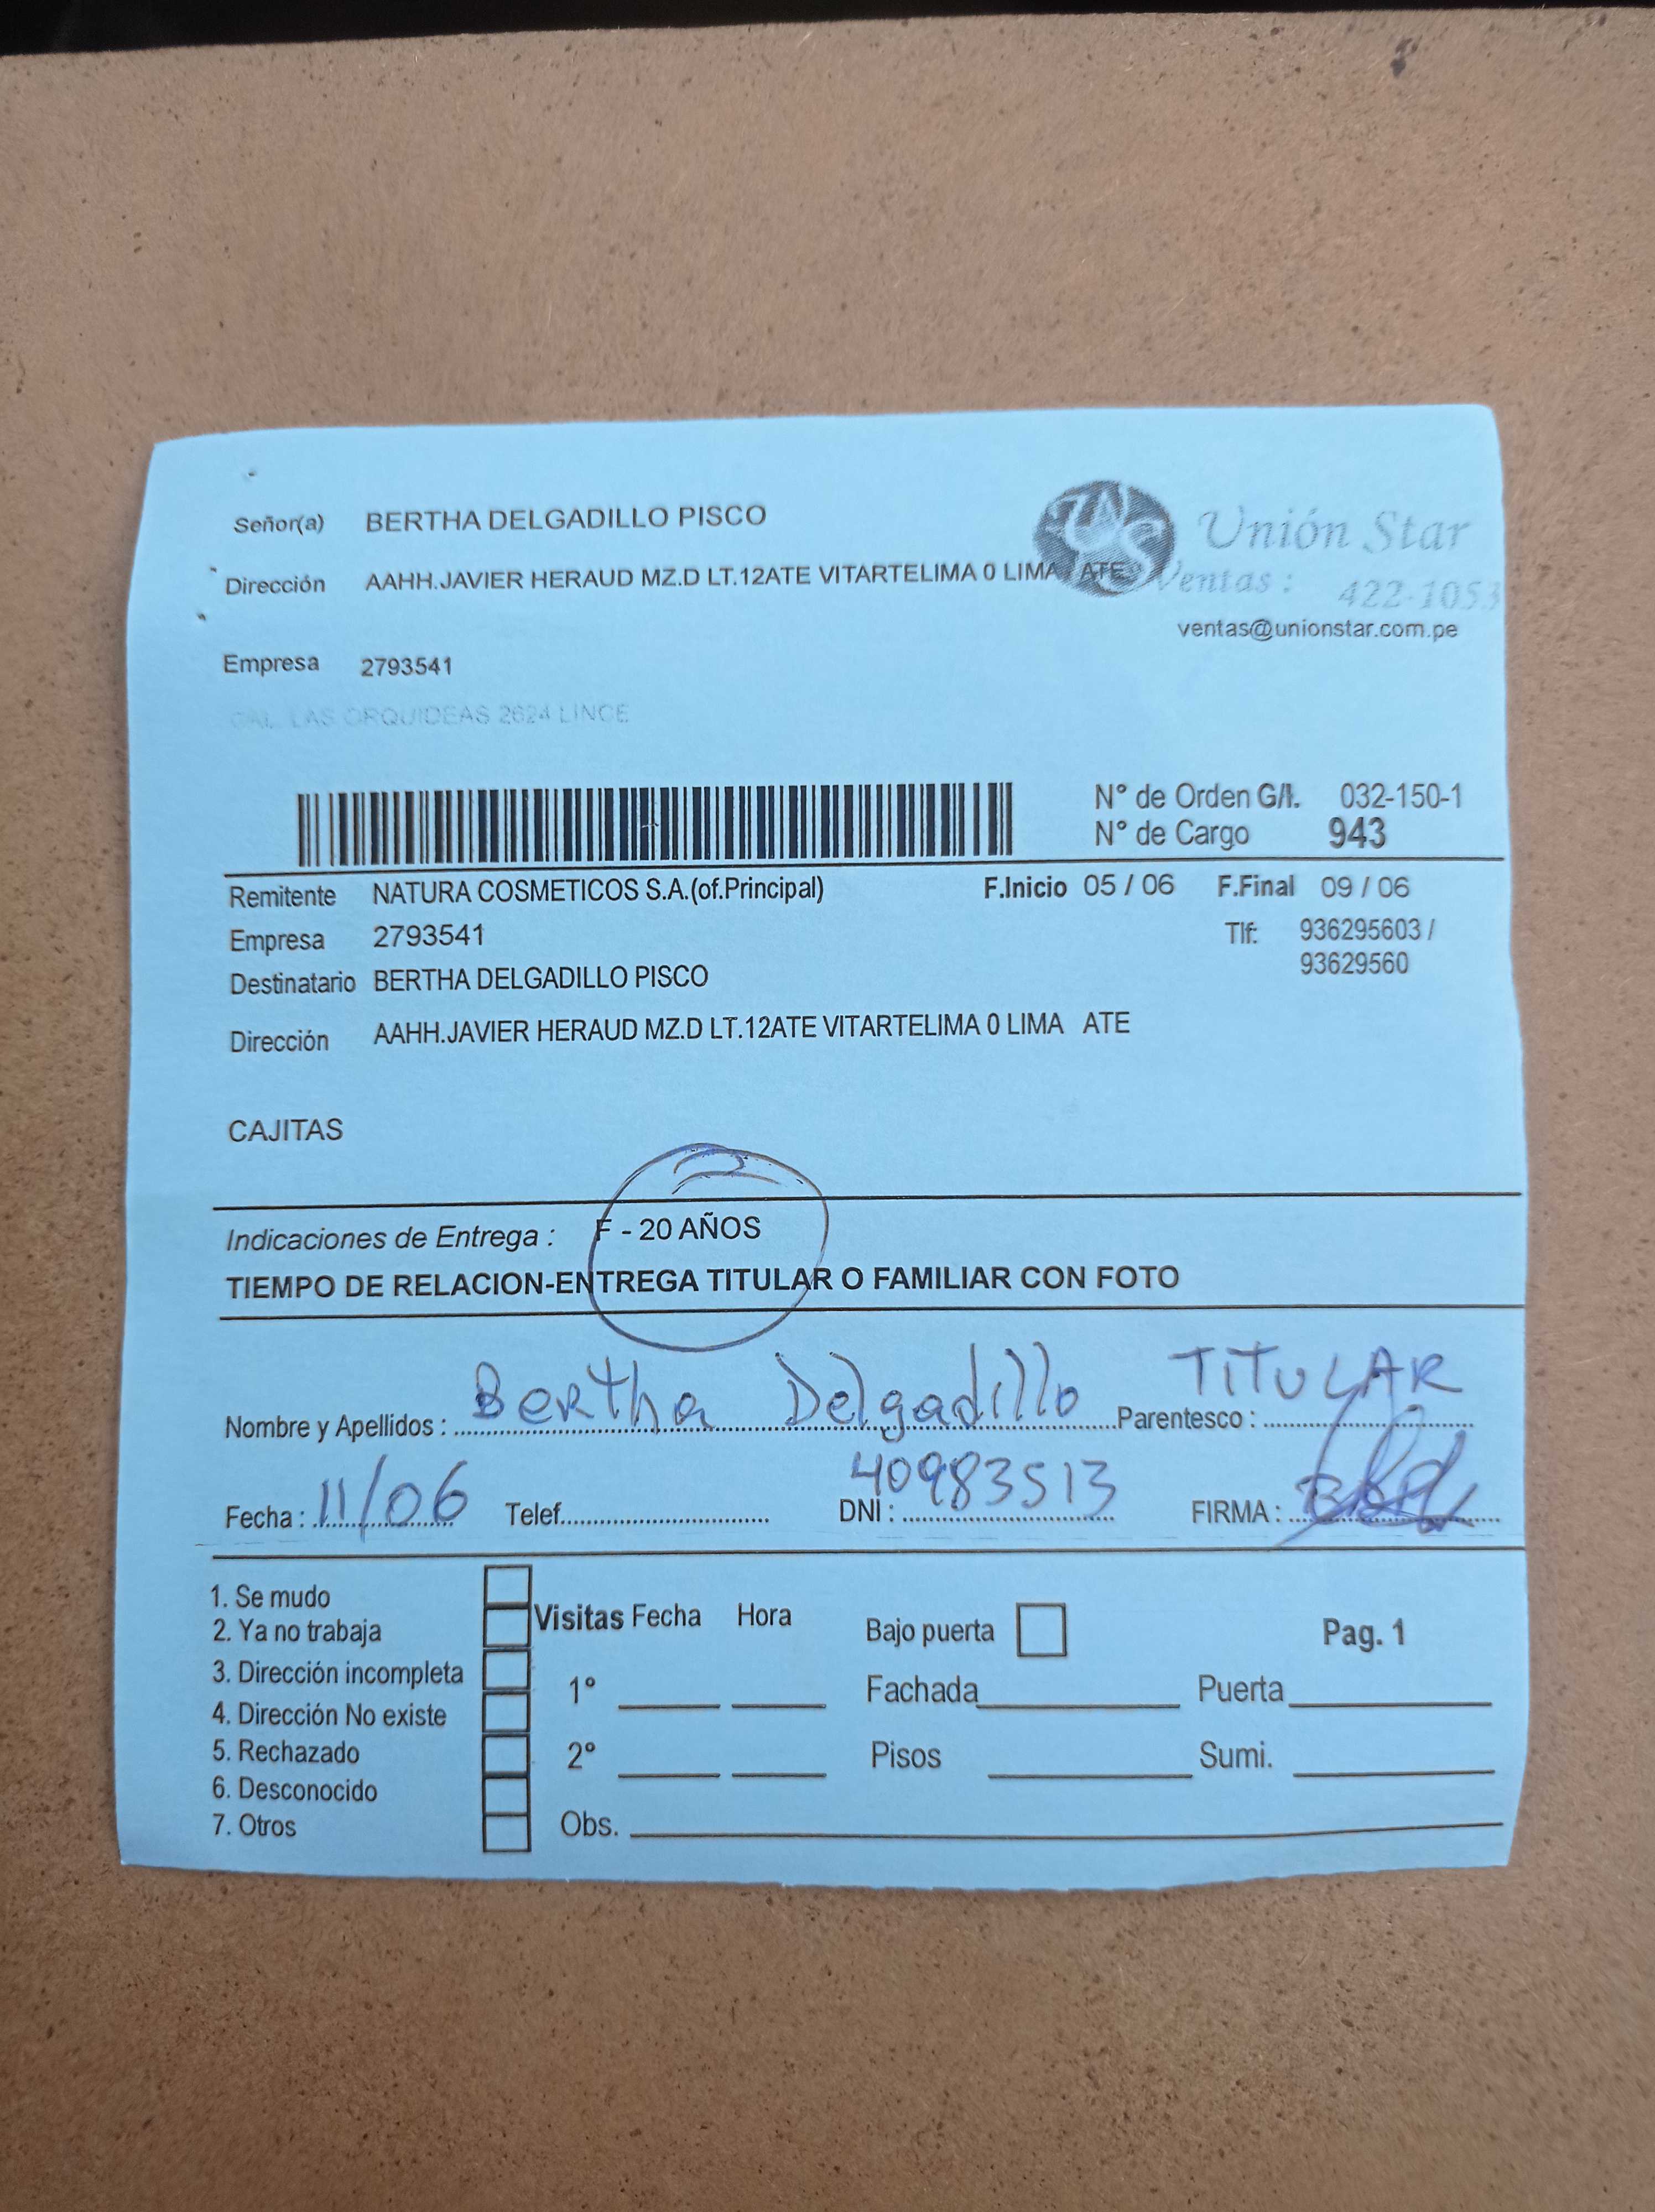 Señor(a) BERTHA DELGADILLO PISCO
Unión Star
Dirección AAHH.JAVIER HERAUD MZ.D LT.12ATE VITARTELIMA 0 LIMA ATE
Ventas : 422-1053
ventas@unionstar.com.pe
Empresa 2793541
CAL LAS ORQUIDEAS 2624 LINCE
N° de Orden G/I. 032-150-1
N° de Cargo 943
Remitente NATURA COSMETICOS S.A.(of.Principal) F.Inicio 05 / 06 F.Final 09 / 06
Empresa 2793541 Tlf: 936295603 /
93629560
Destinatario BERTHA DELGADILLO PISCO
Dirección AAHH.JAVIER HERAUD MZ.D LT.12ATE VITARTELIMA 0 LIMA ATE
CAJITAS
Indicaciones de Entrega : F - 20 AÑOS
TIEMPO DE RELACION-ENTREGA TITULAR O FAMILIAR CON FOTO
Nombre y Apellidos : Bertha Delgadillo Parentesco : TITULAR
Fecha : 11/06 Telef. DNI : 40983513 FIRMA :
1. Se mudo
2. Ya no trabaja
3. Dirección incompleta
4. Dirección No existe
5. Rechazado
6. Desconocido
7. Otros
Visitas Fecha Hora
1°
2°
Obs.
Bajo puerta
Pag. 1
Fachada Puerta
Pisos Sumi.